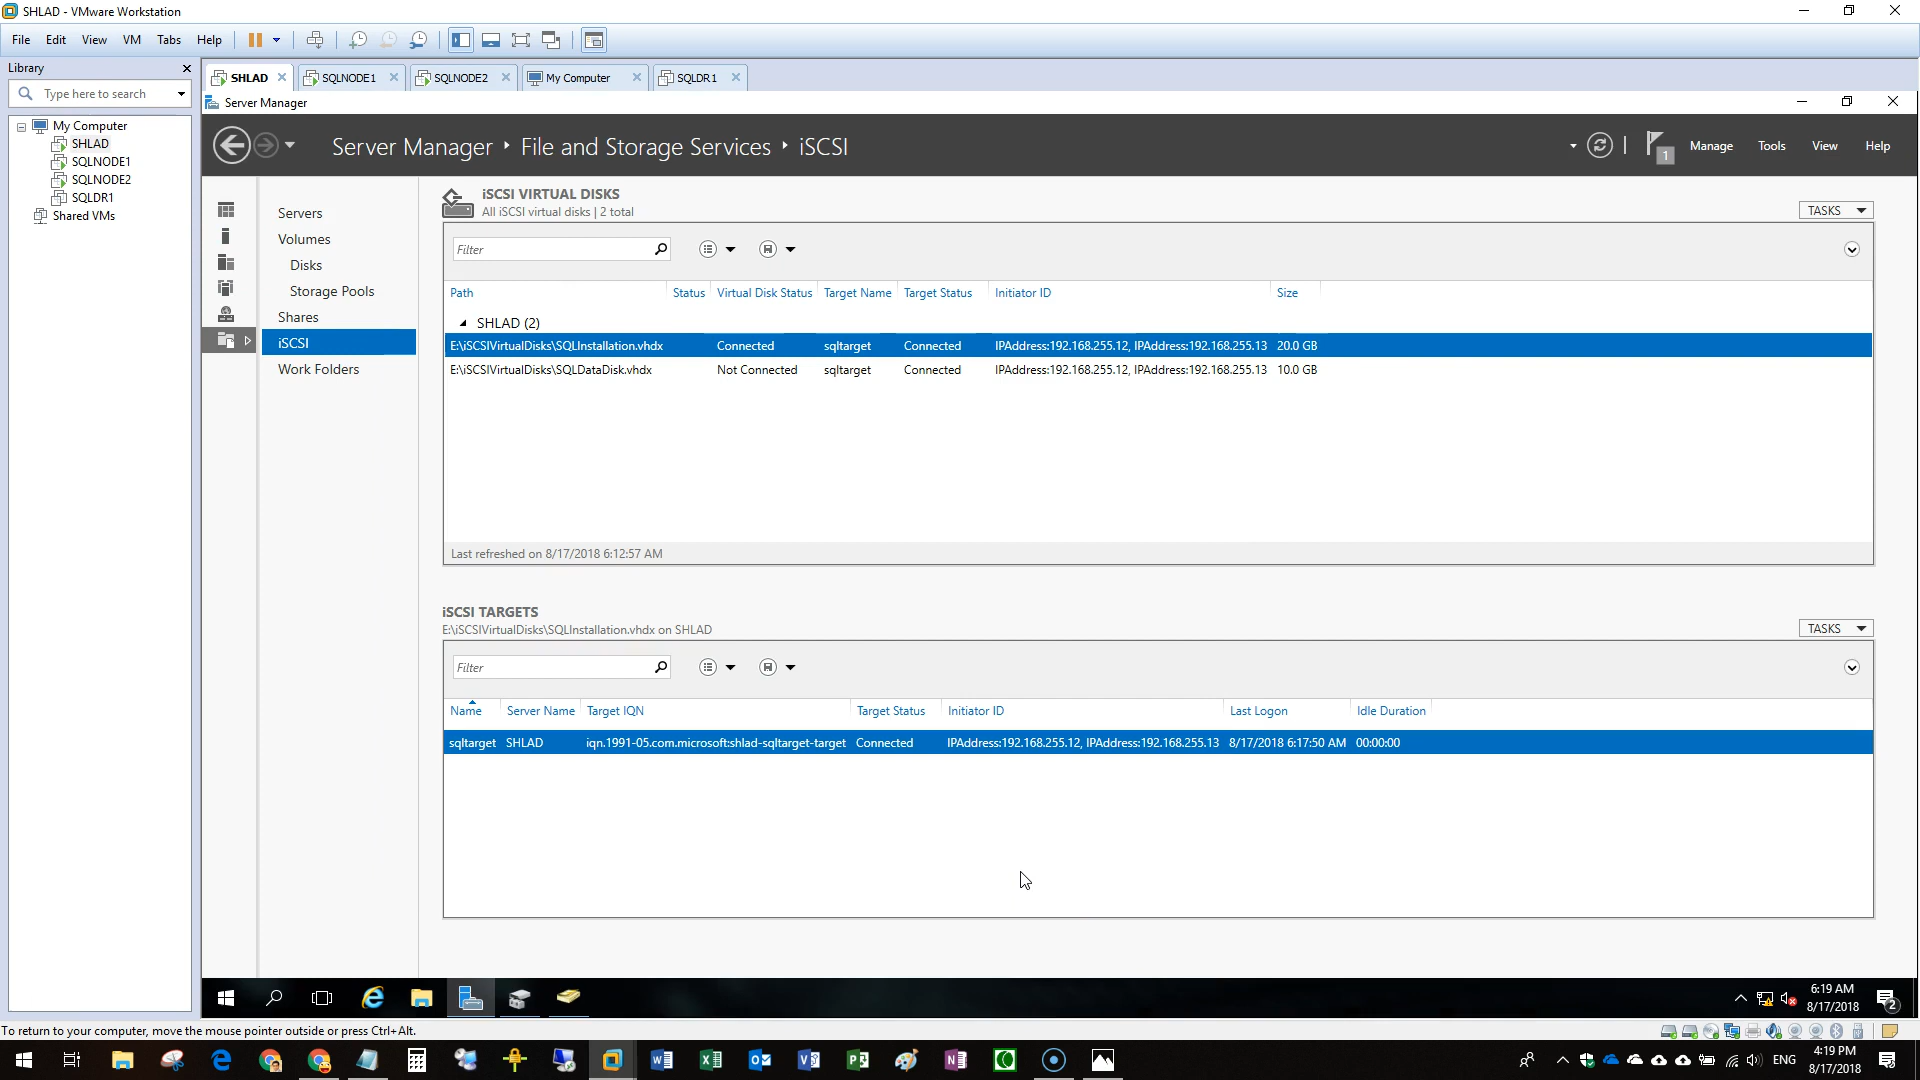 SHLAD - VMware Workstation
File Edit View VM Tabs Help
Library
Type here to search
My Computer
SHLAD
SQLNODE1
SQLNODE2
SQLDR1
Shared VMs
SHLAD SQLNODE1 SQLNODE2 My Computer SQLDR1
Server Manager
Server Manager File and Storage Services iSCSI
1 Manage Tools View Help
Servers
Volumes
Disks
Storage Pools
Shares
iSCSI
Work Folders
iSCSI VIRTUAL DISKS
All iSCSI virtual disks | 2 total
TASKS
Filter
Path Status Virtual Disk Status Target Name Target Status Initiator ID Size
SHLAD (2)
E:\iSCSIVirtualDisks\SQLInstallation.vhdx Connected sqltarget Connected IPAddress:192.168.255.12, IPAddress:192.168.255.13 20.0 GB
E:\iSCSIVirtualDisks\SQLDataDisk.vhdx Not Connected sqltarget Connected IPAddress:192.168.255.12, IPAddress:192.168.255.13 10.0 GB
Last refreshed on 8/17/2018 6:12:57 AM
iSCSI TARGETS
E:\iSCSIVirtualDisks\SQLInstallation.vhdx on SHLAD
TASKS
Filter
Name Server Name Target IQN Target Status Initiator ID Last Logon Idle Duration
sqltarget SHLAD iqn.1991-05.com.microsoft:shlad-sqltarget-target Connected IPAddress:192.168.255.12, IPAddress:192.168.255.13 8/17/2018 6:17:50 AM 00:00:00
6:19 AM
8/17/2018
2
To return to your computer, move the mouse pointer outside or press Ctrl+Alt.
ENG
4:19 PM
8/17/2018